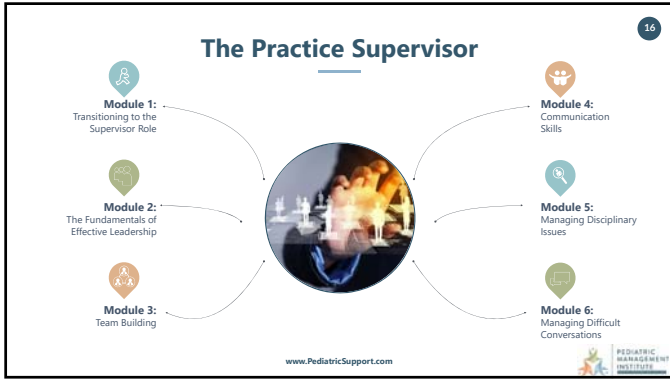 16
The Practice Supervisor
Module 1:
Transitioning to the
Supervisor Role
Module 2:
The Fundamentals of
Effective Leadership
Module 3:
Team Building
Module 4:
Communication
Skills
Module 5:
Managing Disciplinary
Issues
Module 6:
Managing Difficult
Conversations
www.PediatricSupport.com
PEDIATRIC
MANAGEMENT
INSTITUTE